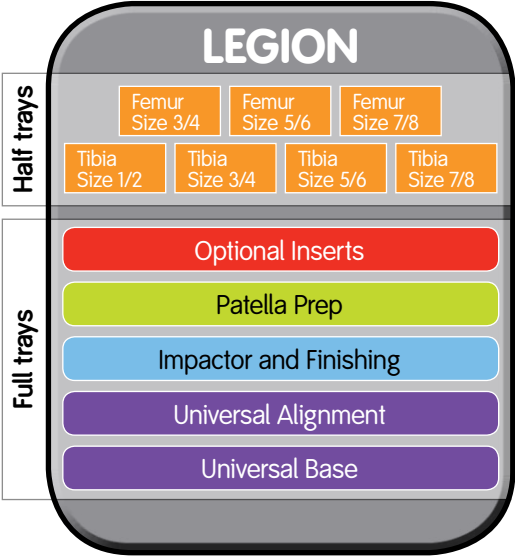 LEGION
Half trays
Femur
Size 3/4
Femur
Size 5/6
Femur
Size 7/8
Tibia
Size 1/2
Tibia
Size 3/4
Tibia
Size 5/6
Tibia
Size 7/8
Full trays
Optional Inserts
Patella Prep
Impactor and Finishing
Universal Alignment
Universal Base